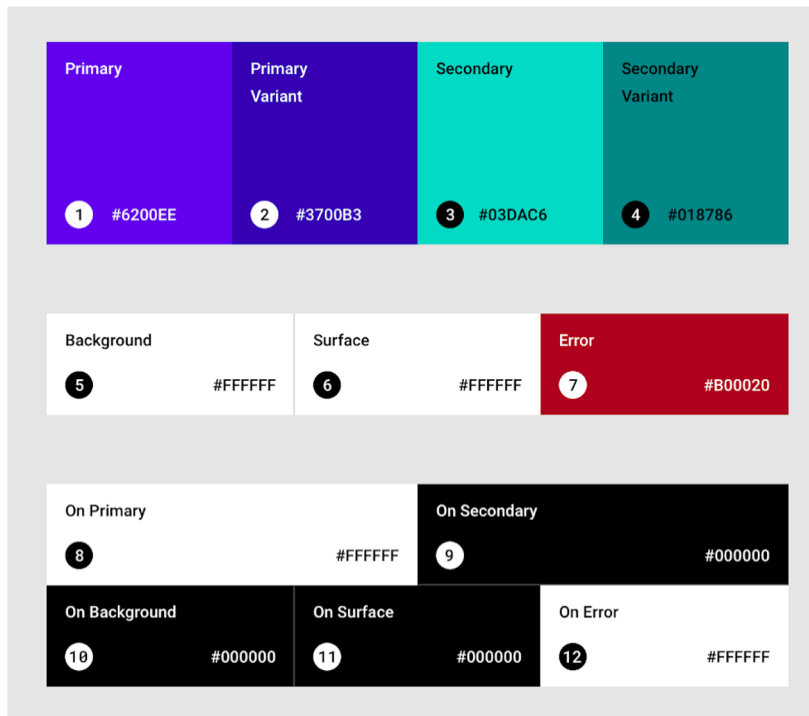 Primary
1 #6200EE
Primary
Variant
2 #3700B3
Secondary
3 #03DAC6
Secondary
Variant
4 #018786
Background
5 #FFFFFF
Surface
6 #FFFFFF
Error
7 #B00020
On Primary
8 #FFFFFF
On Secondary
9 #000000
On Background
10 #000000
On Surface
11 #000000
On Error
12 #FFFFFF